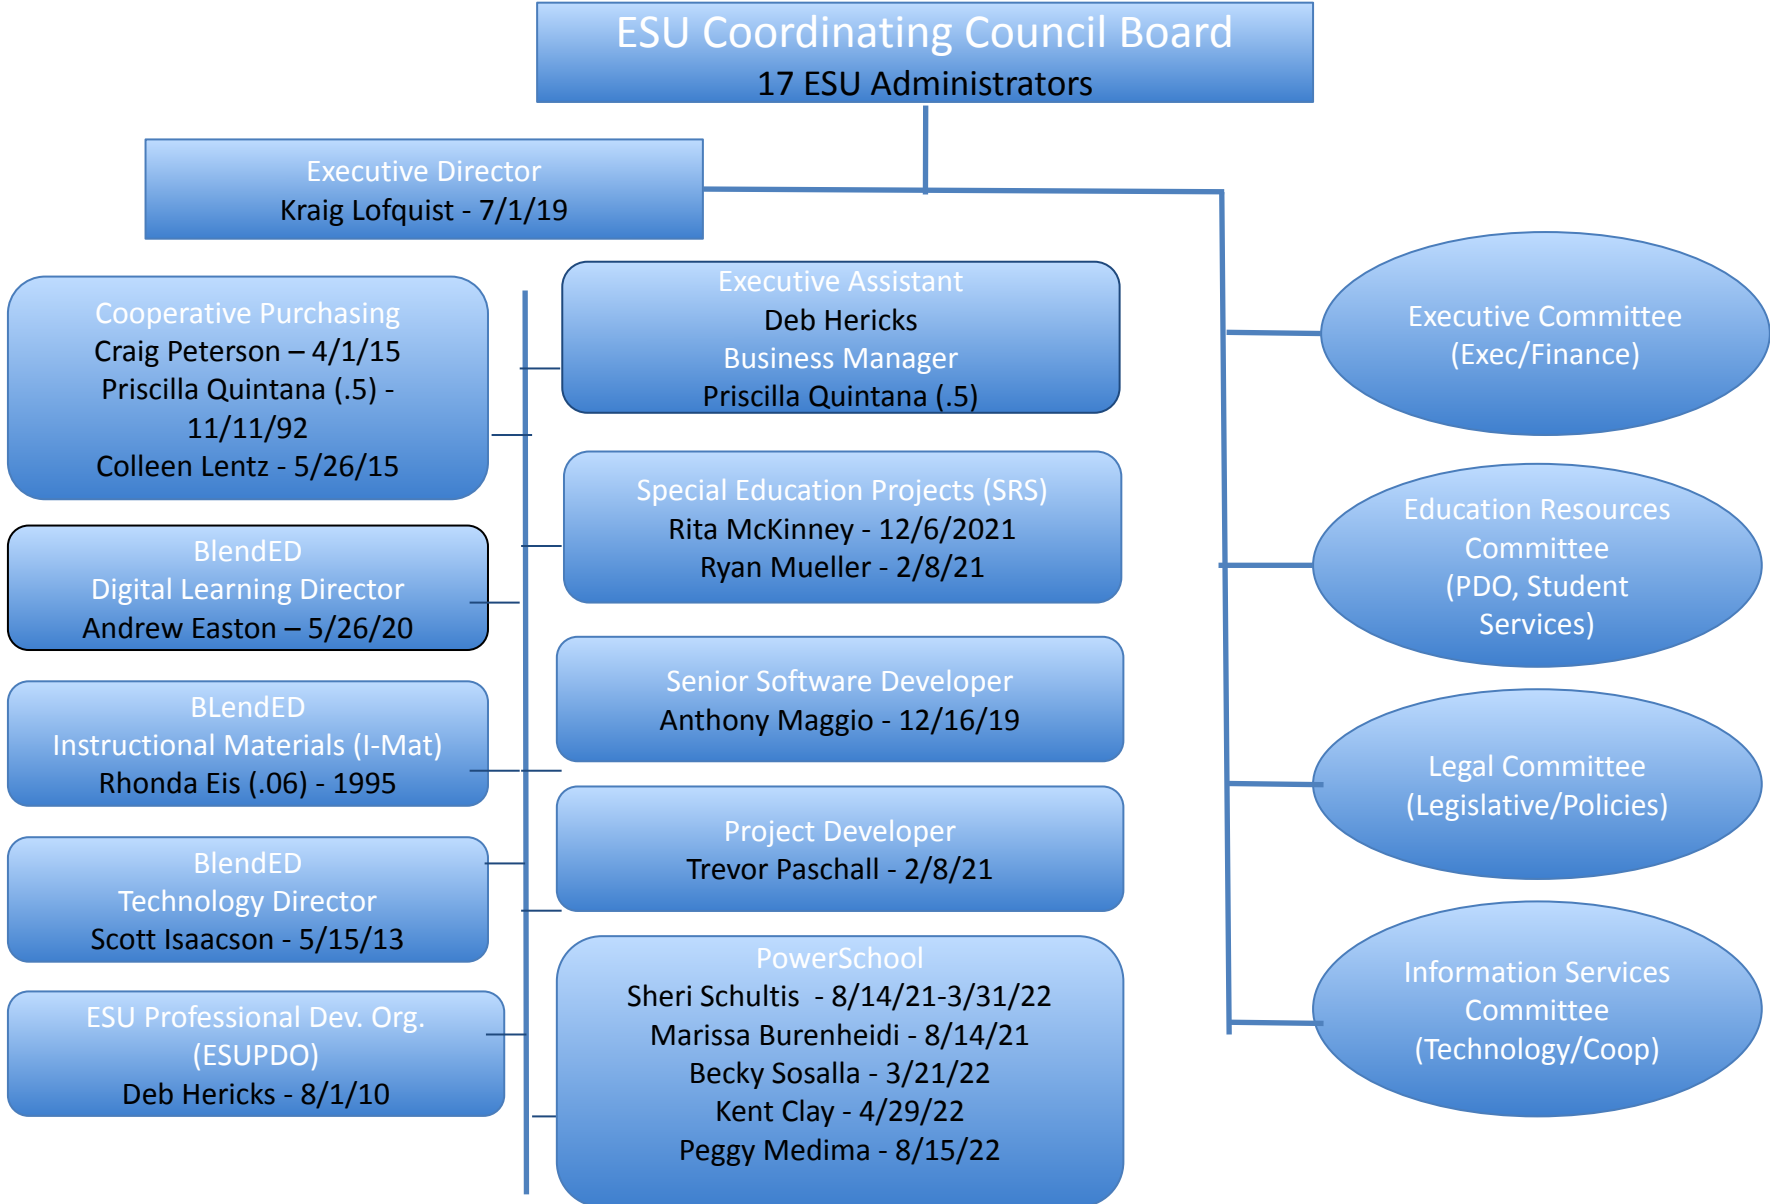 ESU Coordinating Council Board
17 ESU Administrators
Executive Director
Kraig Lofquist - 7/1/19
Cooperative Purchasing
Craig Peterson – 4/1/15
Priscilla Quintana (.5) -
11/11/92
Colleen Lentz - 5/26/15
BlendED
Digital Learning Director
Andrew Easton – 5/26/20
BLendED
Instructional Materials (I-Mat)
Rhonda Eis (.06) - 1995
BlendED
Technology Director
Scott Isaacson - 5/15/13
ESU Professional Dev. Org.
(ESUPDO)
Deb Hericks - 8/1/10
Executive Assistant
Deb Hericks
Business Manager
Priscilla Quintana (.5)
Special Education Projects (SRS)
Rita McKinney - 12/6/2021
Ryan Mueller - 2/8/21
Senior Software Developer
Anthony Maggio - 12/16/19
Project Developer
Trevor Paschall - 2/8/21
PowerSchool
Sheri Schultis - 8/14/21-3/31/22
Marissa Burenheidi - 8/14/21
Becky Sosalla - 3/21/22
Kent Clay - 4/29/22
Peggy Medima - 8/15/22
Executive Committee
(Exec/Finance)
Education Resources
Committee
(PDO, Student
Services)
Legal Committee
(Legislative/Policies)
Information Services
Committee
(Technology/Coop)